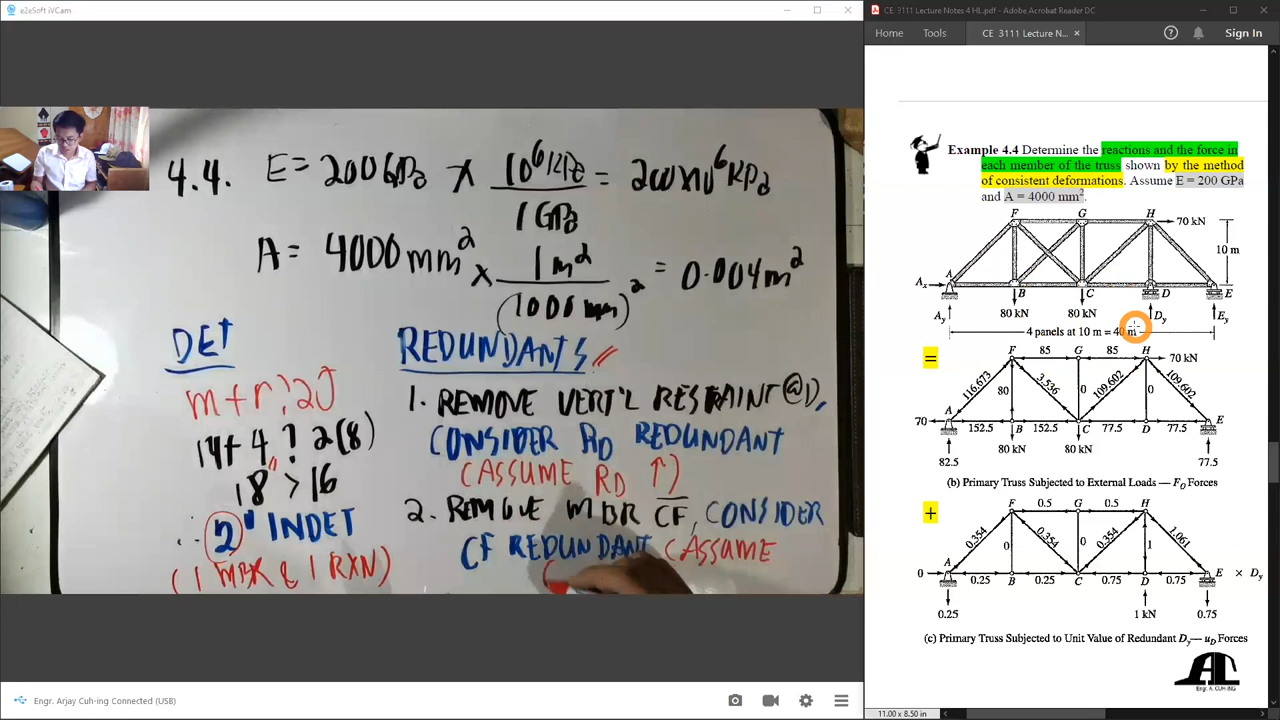 e2eSoft iVCam
CE 3111 Lecture Notes 4 HL.pdf - Adobe Acrobat Reader DC
Home Tools CE 3111 Lecture N... × Sign In
4.4. E = 200 GPa × 10^6 KPa / 1 GPa = 200×10^6 KPa
A = 4000 mm² × 1 m² / (1000 mm)² = 0.004 m²
DET
m+r ? 2J
14+4 ? 2(8)
18 > 16
∴ 2° INDET
(1 MBR & 1 RXN)
REDUNDANTS
1. REMOVE VERT'L RESTRAINT @ D,
CONSIDER RD REDUNDANT
(ASSUME RD ↑)
2. REMOVE MBR CF, CONSIDER
CF REDUNDANT (ASSUME
Example 4.4 Determine the reactions and the force in
each member of the truss shown by the method
of consistent deformations. Assume E = 200 GPa
and A = 4000 mm².
F G H 70 kN
10 m
A
Ax B C D E
80 kN 80 kN
Ay Dy Ey
4 panels at 10 m = 40 m
= F 85 G 85 H 70 kN
116.673 80 3.536 0 109.602 0 109.602
A E
70 152.5 B 152.5 C 77.5 D 77.5
80 kN 80 kN
82.5 77.5
(b) Primary Truss Subjected to External Loads — FO Forces
+ F 0.5 G 0.5 H
0.354 0 0.354 0 0.354 1 1.061
A
0 0.25 B 0.25 C 0.75 D 0.75 E × Dy
0.25 1 kN 0.75
(c) Primary Truss Subjected to Unit Value of Redundant Dy— uD Forces
Engr. A. CUH-ING
Engr. Arjay Cuh-ing Connected (USB)
11.00 x 8.50 in